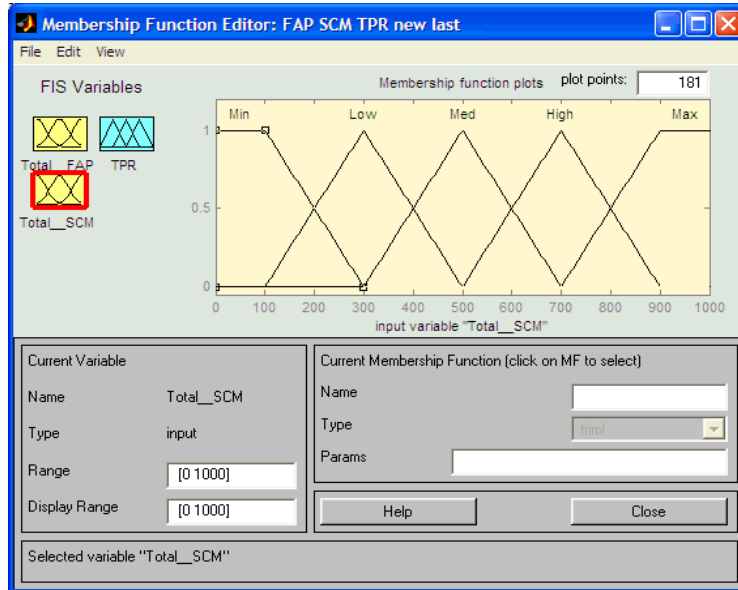 Membership Function Editor: FAP SCM TPR new last
File Edit View
FIS Variables
Membership function plots plot points: 181
Min Low Med High Max
1
0.5
0
0 100 200 300 400 500 600 700 800 900 1000
input variable "Total__SCM"
Total__FAP TPR
Total__SCM
Current Variable
Name Total__SCM
Type input
Range [0 1000]
Display Range [0 1000]
Current Membership Function (click on MF to select)
Name
Type trimf
Params
Help Close
Selected variable "Total__SCM"